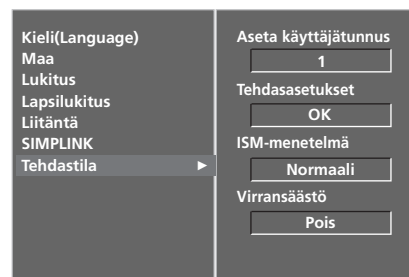 Kieli(Language)
Maa
Lukitus
Lapsilukitus
Liitäntä
SIMPLINK
Tehdastila ►
Aseta käyttäjätunnus
1
Tehdasasetukset
OK
ISM-menetelmä
Normaali
Virransäästö
Pois